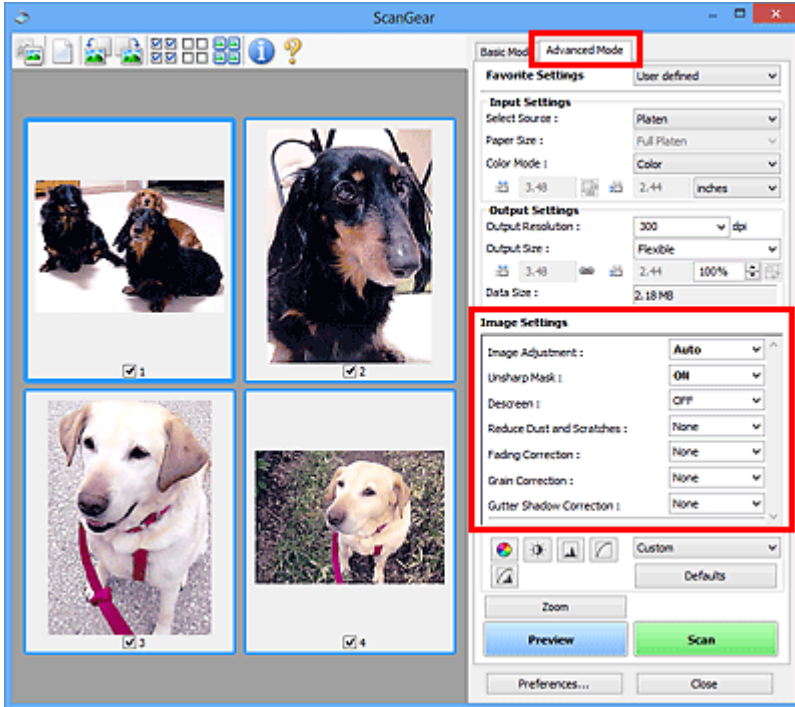 ScanGear
Basic Mod Advanced Mode
Favorite Settings User defined
Input Settings
Select Source : Platen
Paper Size : Full Platen
Color Mode : Color
3.48 2.44 inches
Output Settings
Output Resolution : 300 dpi
Output Size : Flexible
3.48 2.44 100%
Data Size : 2.18 MB
Image Settings
Image Adjustment : Auto
Unsharp Mask : ON
Descreen : OFF
Reduce Dust and Scratches : None
Fading Correction : None
Grain Correction : None
Gutter Shadow Correction : None
Custom
Defaults
Zoom
Preview Scan
Preferences... Close
1
2
3
4